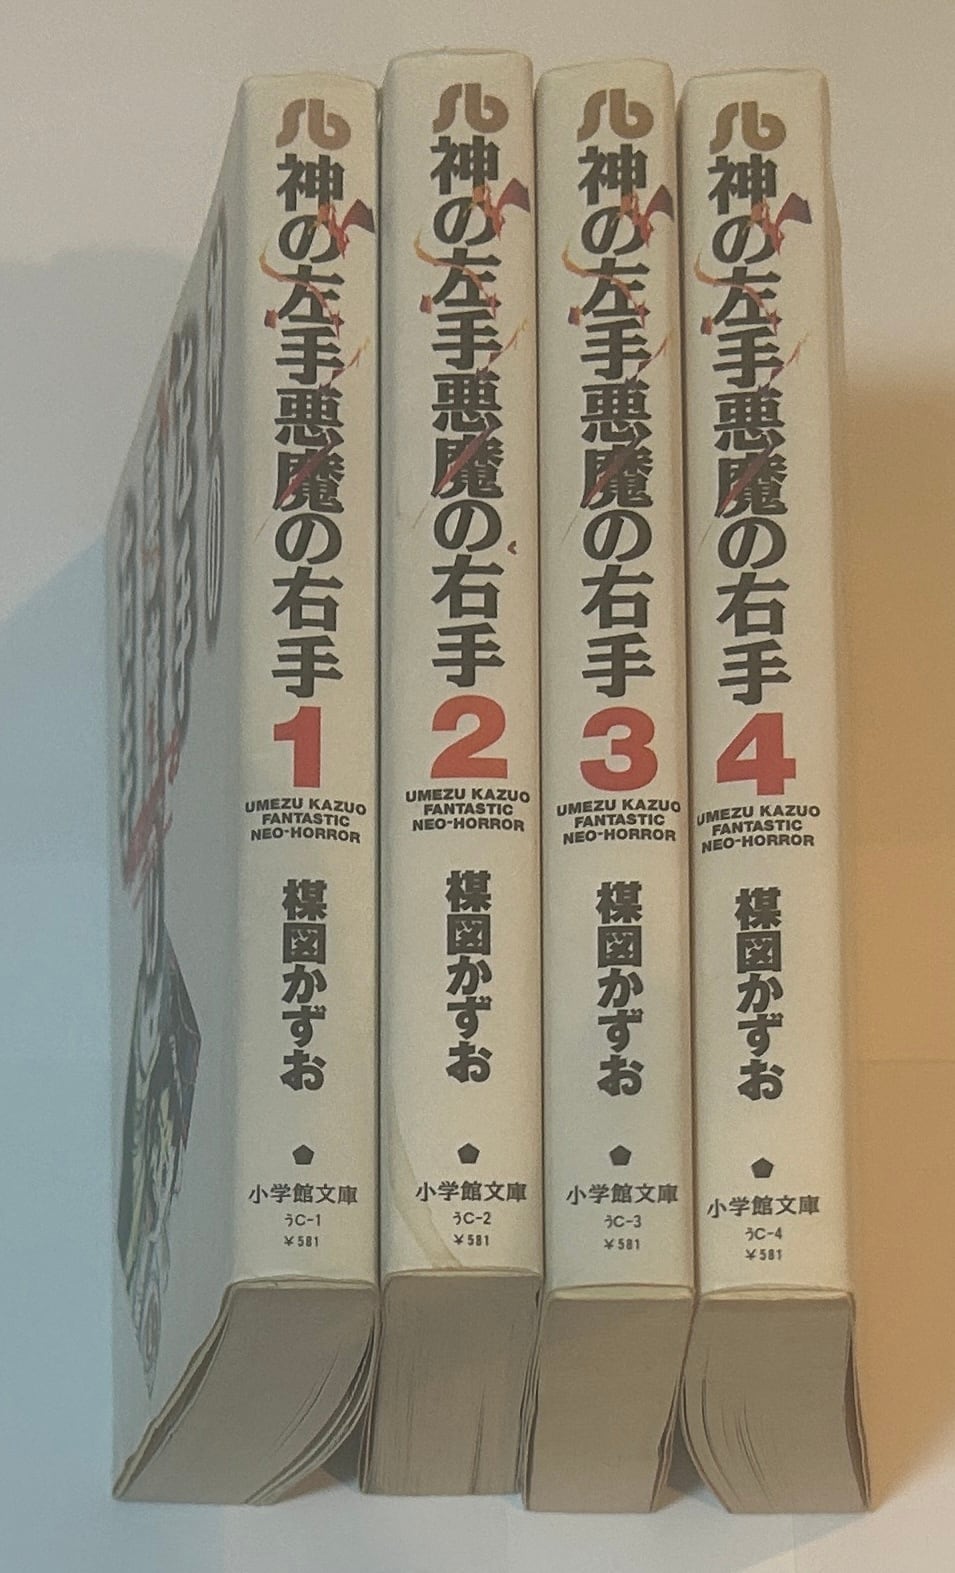 Sb
神の左手悪魔の右手
1
UMEZU KAZUO
FANTASTIC
NEO-HORROR
楳図かずお
小学館文庫
うC-1
￥581
Sb
神の左手悪魔の右手
2
UMEZU KAZUO
FANTASTIC
NEO-HORROR
楳図かずお
小学館文庫
うC-2
￥581
Sb
神の左手悪魔の右手
3
UMEZU KAZUO
FANTASTIC
NEO-HORROR
楳図かずお
小学館文庫
うC-3
￥581
Sb
神の左手悪魔の右手
4
UMEZU KAZUO
FANTASTIC
NEO-HORROR
楳図かずお
小学館文庫
うC-4
￥581